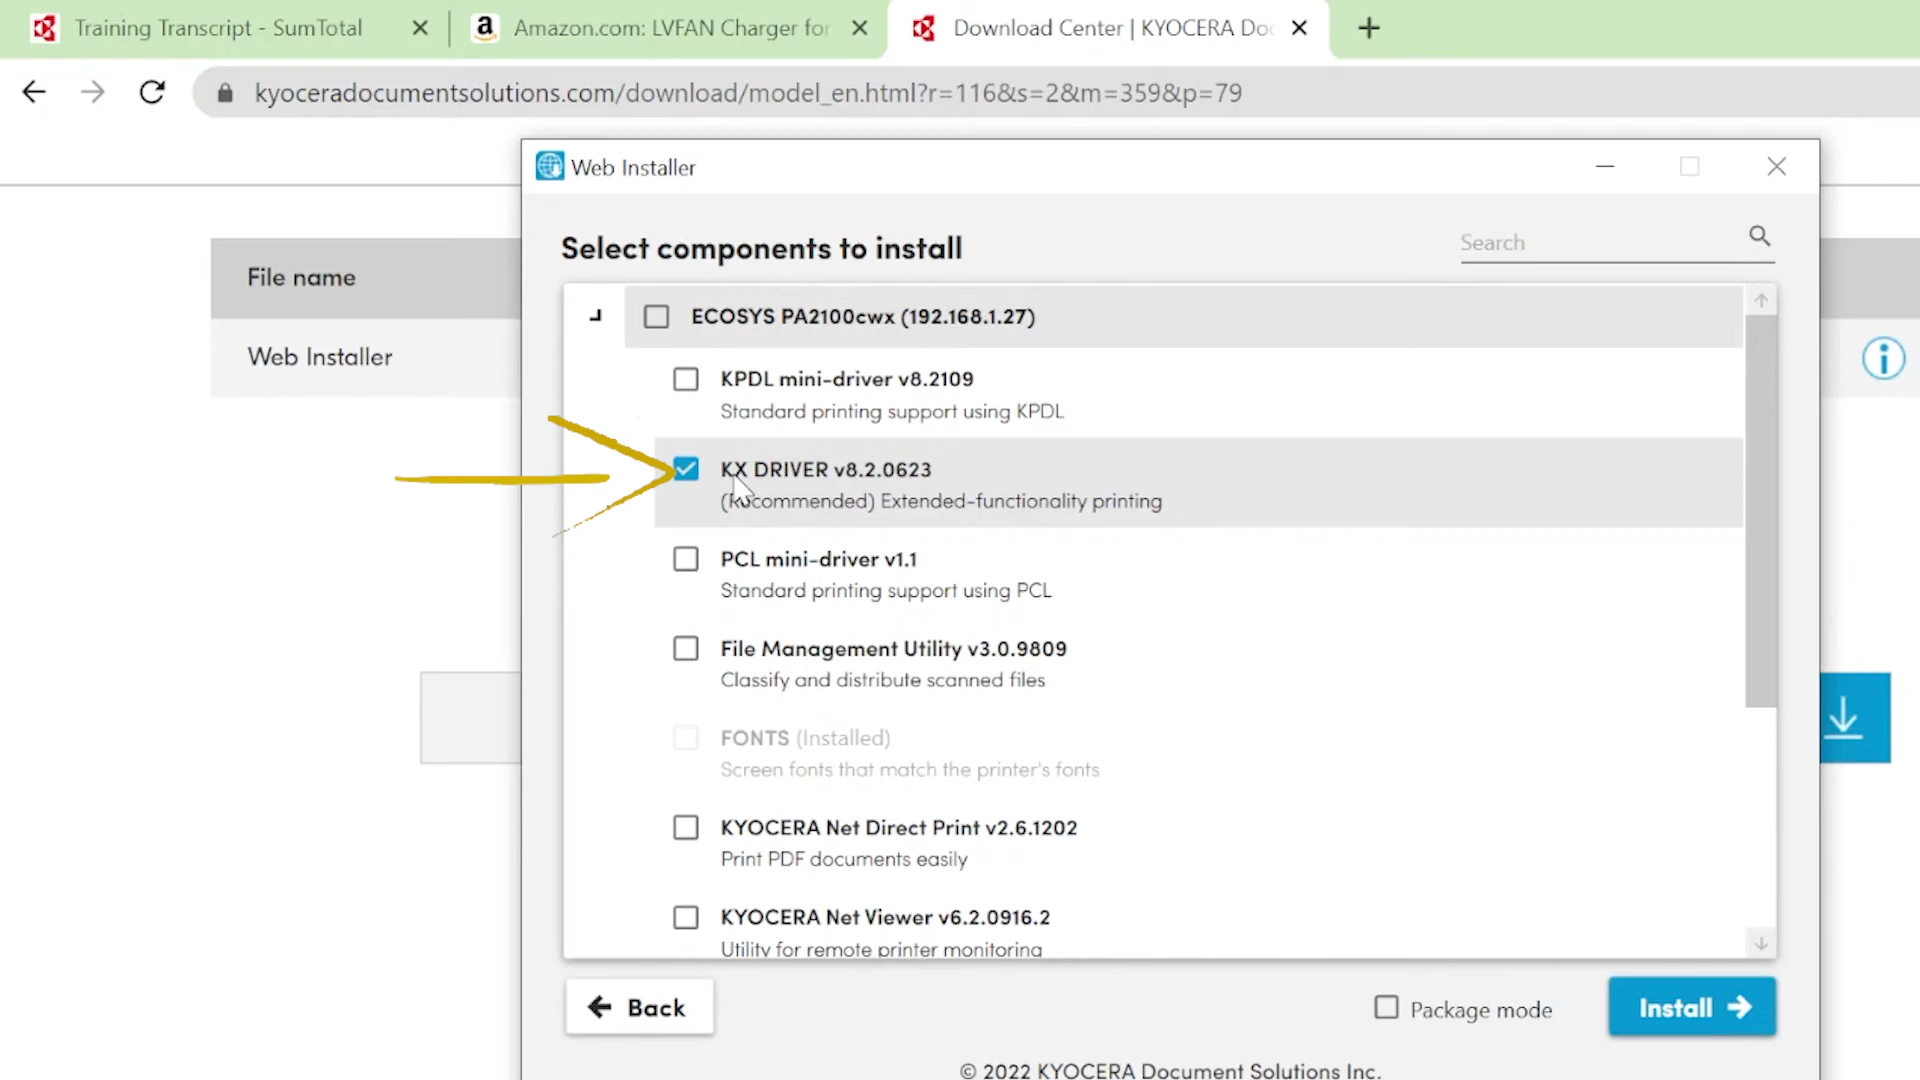 Training Transcript - SumTotal
Amazon.com: LVFAN Charger for
Download Center | KYOCERA Doc
kyoceradocumentsolutions.com/download/model_en.html?r=116&s=2&m=359&p=79
Web Installer
Select components to install
Search
File name
ECOSYS PA2100cwx (192.168.1.27)
Web Installer
KPDL mini-driver v8.2109
Standard printing support using KPDL
KX DRIVER v8.2.0623
(Recommended) Extended-functionality printing
PCL mini-driver v1.1
Standard printing support using PCL
File Management Utility v3.0.9809
Classify and distribute scanned files
FONTS (Installed)
Screen fonts that match the printer's fonts
KYOCERA Net Direct Print v2.6.1202
Print PDF documents easily
KYOCERA Net Viewer v6.2.0916.2
Utility for remote printer monitoring
Back
Package mode
Install
© 2022 KYOCERA Document Solutions Inc.